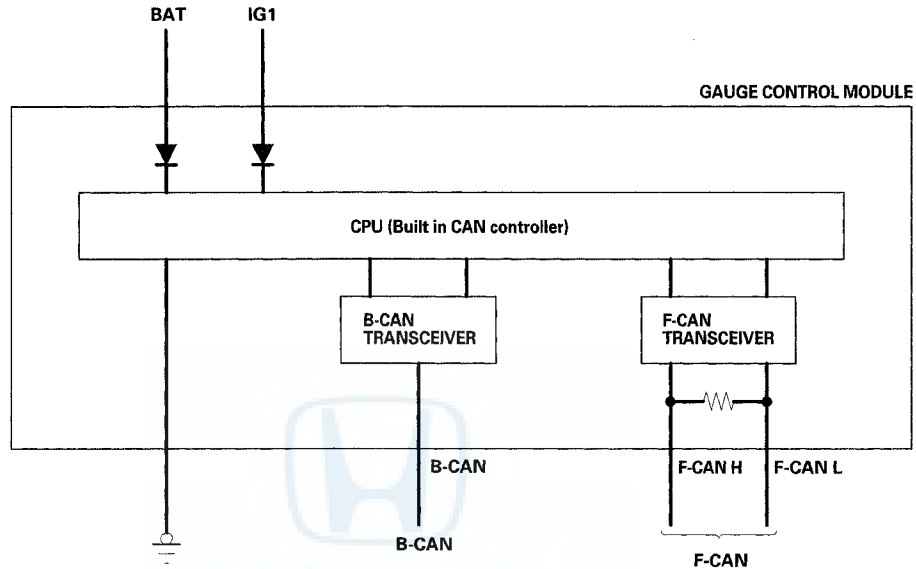 BAT
IG1
GAUGE CONTROL MODULE
CPU (Built in CAN controller)
B-CAN
TRANSCEIVER
F-CAN
TRANSCEIVER
B-CAN
F-CAN H
F-CAN L
B-CAN
F-CAN